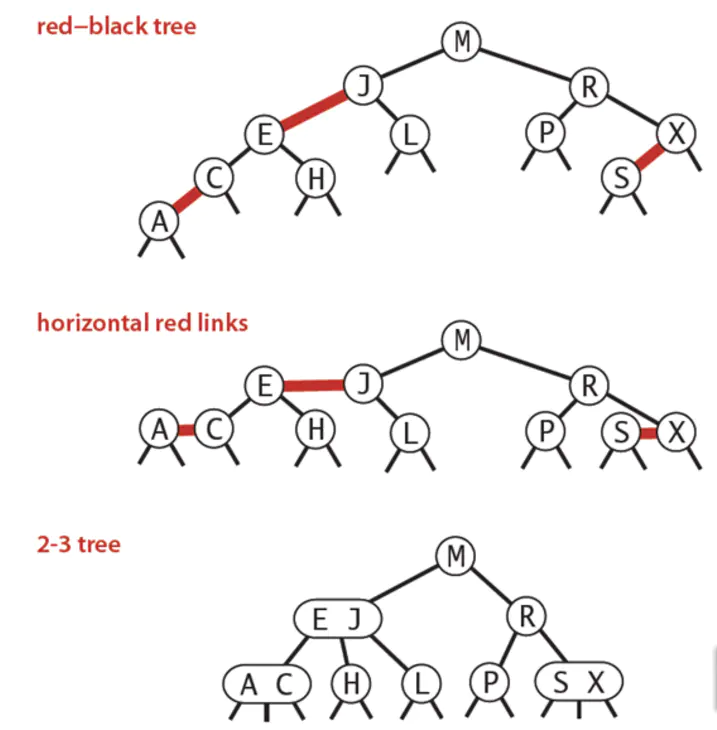 red–black tree
M
J R
E L P X
C H S
A
horizontal red links
M
E J R
A C H L P S X
2-3 tree
M
E J R
A C H L P S X